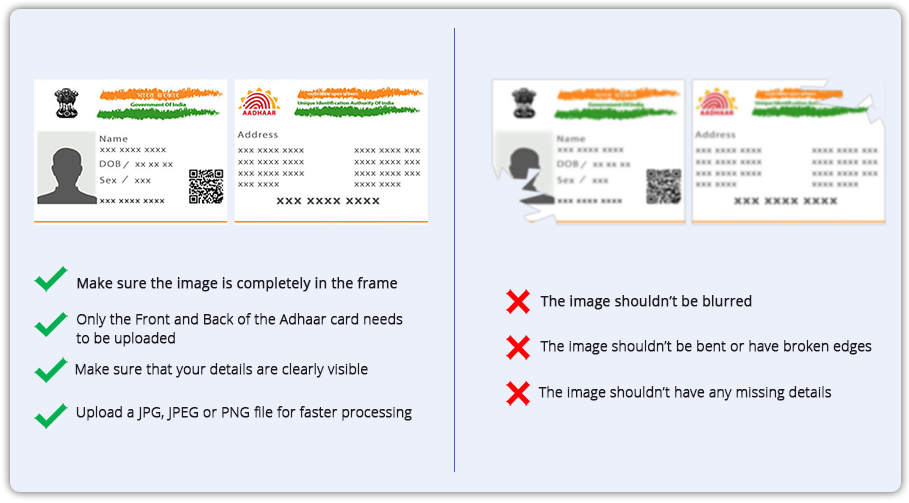 भारत सरकार
Government Of India
Name
xxx xxxx xxxx
DOB/ xx xx xx
Sex / xxx
xxx xxxx xxxx
Unique Identification Authority Of India
AADHAAR
Address
xxx xxxx xxxx xxxx xxxx xxx
xxx xxxx xxxx xxxx xxxx xxx
xxx xxxx xxxx xxxx xxxx xxx
xxx xxxx xxxx xxxx
xxx xxxx xxxx
Make sure the image is completely in the frame
Only the Front and Back of the Adhaar card needs
to be uploaded
Make sure that your details are clearly visible
Upload a JPG, JPEG or PNG file for faster processing
Government Of India
Name
xxx xxxx xxxx
DOB/ xx xx xx
Sex / xxx
xxx xxxx xxxx
Unique Identification
AADHAAR
Address
xxx xxxx xxxx xxxx xxxx xxx
xxx xxxx xxxx xxxx xxxx xxx
xxx xxxx xxxx xxxx xxxx xxx
xxx xxxx xxxx xxxx
xxx xxxx xxxx
The image shouldn’t be blurred
The image shouldn’t be bent or have broken edges
The image shouldn’t have any missing details